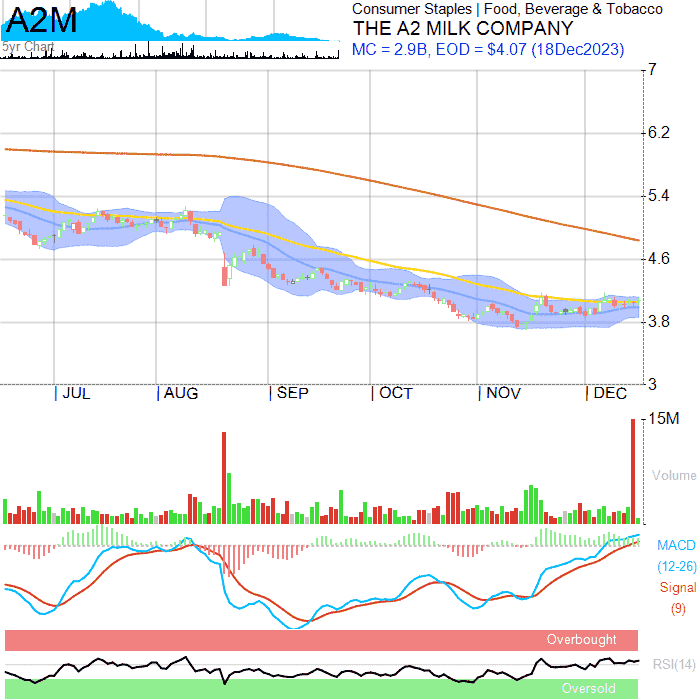 A2M
5yr Chart
Consumer Staples | Food, Beverage & Tobacco
THE A2 MILK COMPANY
MC = 2.9B, EOD = $4.07 (18Dec2023)
7
6.2
5.4
4.6
3.8
3
| JUL | AUG | SEP | OCT | NOV | DEC
15M
Volume
MACD
(12-26)
Signal
(9)
Overbought
RSI(14)
Oversold